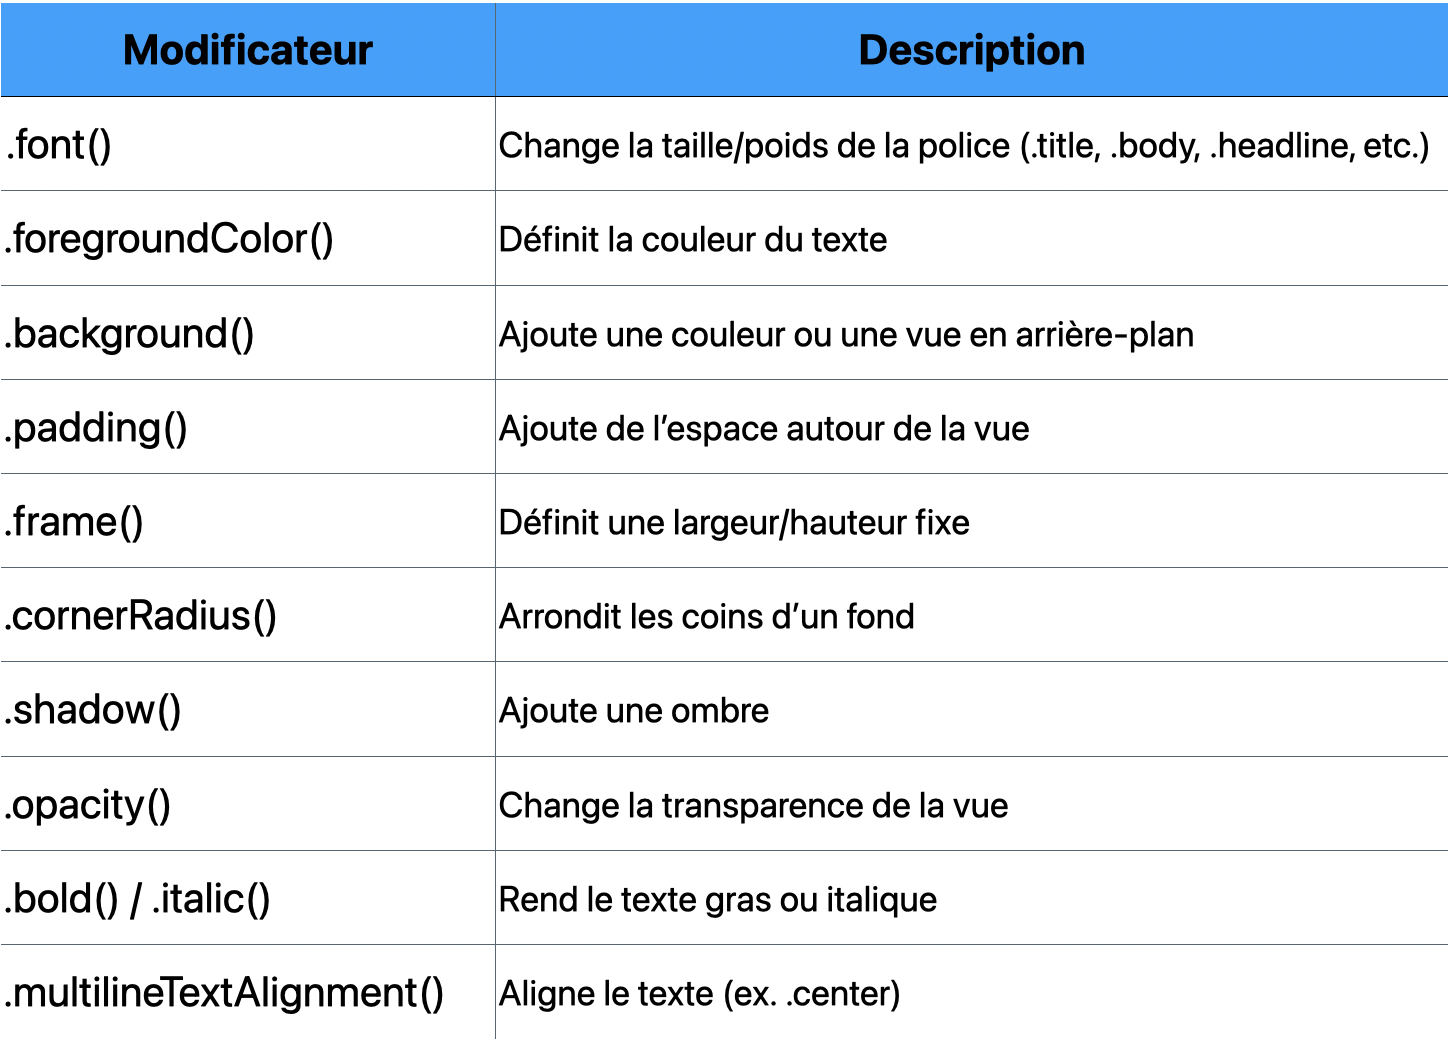 Modificateur Description
.font() Change la taille/poids de la police (.title, .body, .headline, etc.)
.foregroundColor() Définit la couleur du texte
.background() Ajoute une couleur ou une vue en arrière-plan
.padding() Ajoute de l’espace autour de la vue
.frame() Définit une largeur/hauteur fixe
.cornerRadius() Arrondit les coins d’un fond
.shadow() Ajoute une ombre
.opacity() Change la transparence de la vue
.bold() / .italic() Rend le texte gras ou italique
.multilineTextAlignment() Aligne le texte (ex. .center)